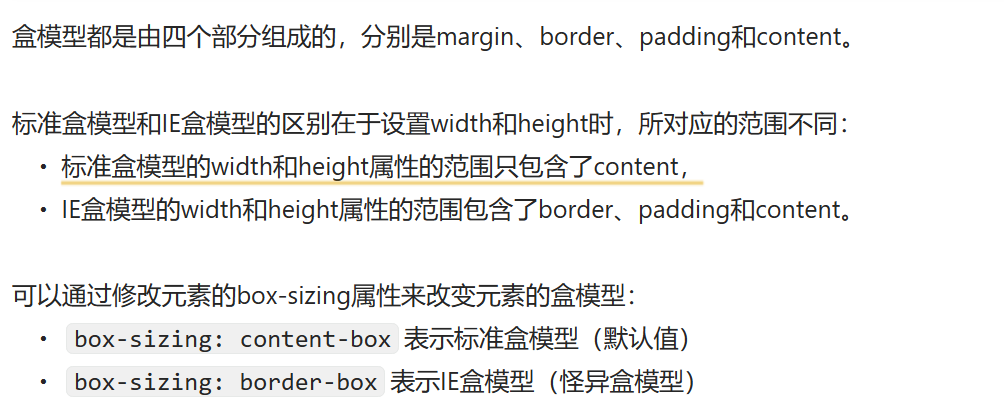 盒模型都是由四个部分组成的，分别是margin、border、padding和content。
标准盒模型和IE盒模型的区别在于设置width和height时，所对应的范围不同：
• 标准盒模型的width和height属性的范围只包含了content，
• IE盒模型的width和height属性的范围包含了border、padding和content。
可以通过修改元素的box-sizing属性来改变元素的盒模型：
• box-sizing: content-box 表示标准盒模型（默认值）
• box-sizing: border-box 表示IE盒模型（怪异盒模型）